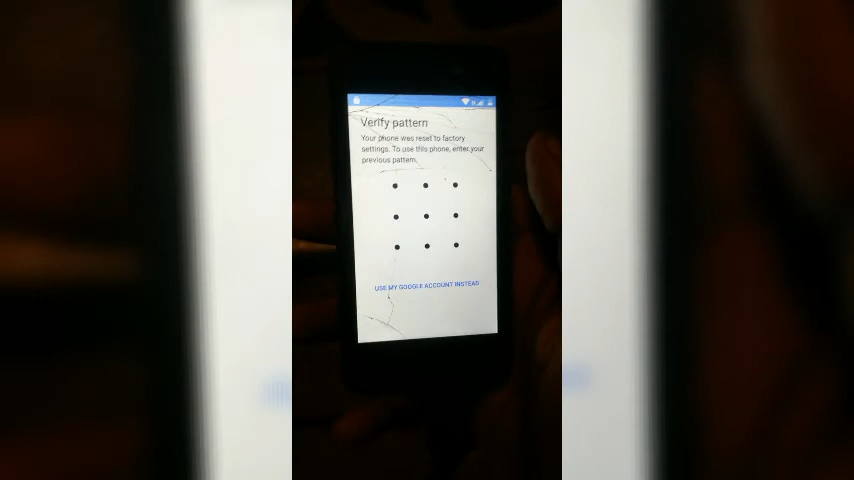 Verify pattern
Your phone was reset to factory
settings. To use this phone, enter your
previous pattern.
USE MY GOOGLE ACCOUNT INSTEAD